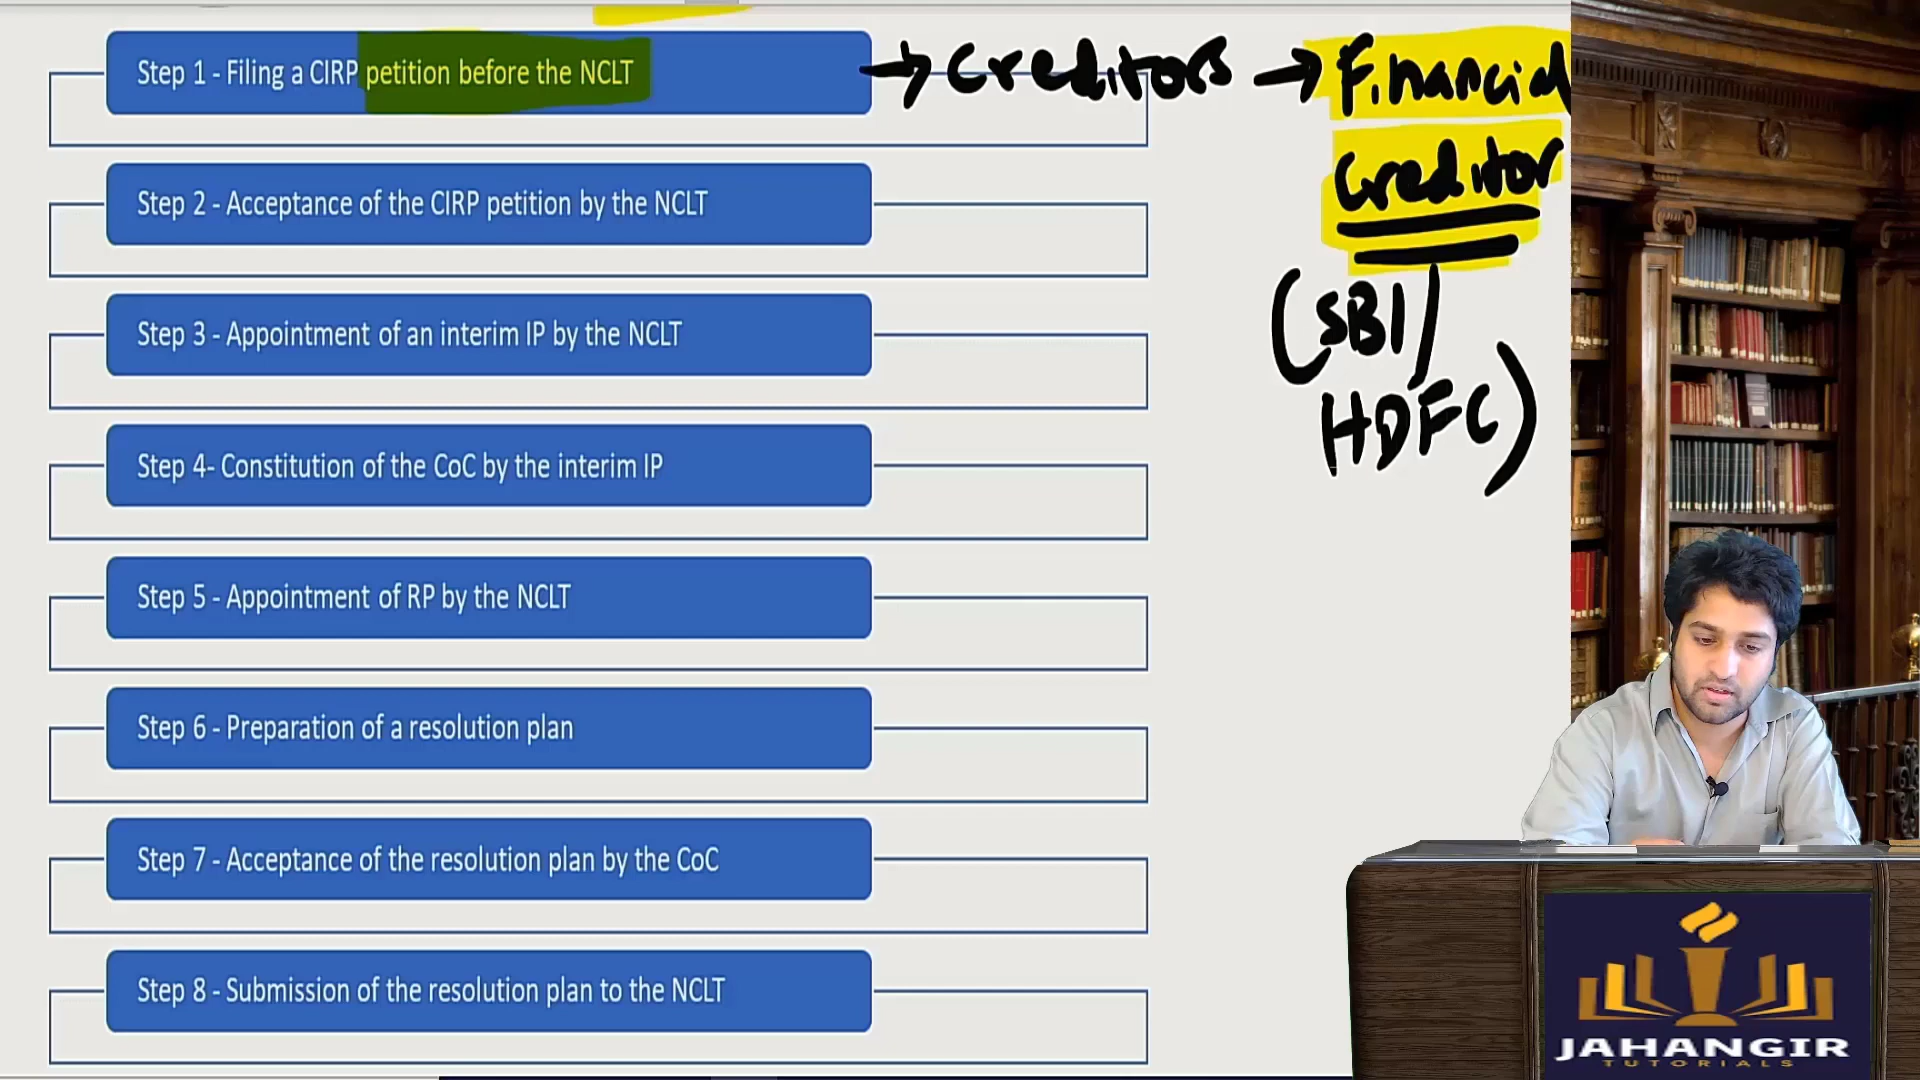 Step 1 - Filing a CIRP petition before the NCLT
→ Creditors → Financial
Creditor
(SBI/
HDFC)
Step 2 - Acceptance of the CIRP petition by the NCLT
Step 3 - Appointment of an interim IP by the NCLT
Step 4- Constitution of the CoC by the interim IP
Step 5 - Appointment of RP by the NCLT
Step 6 - Preparation of a resolution plan
Step 7 - Acceptance of the resolution plan by the CoC
Step 8 - Submission of the resolution plan to the NCLT
JAHANGIR
TUTORIALS